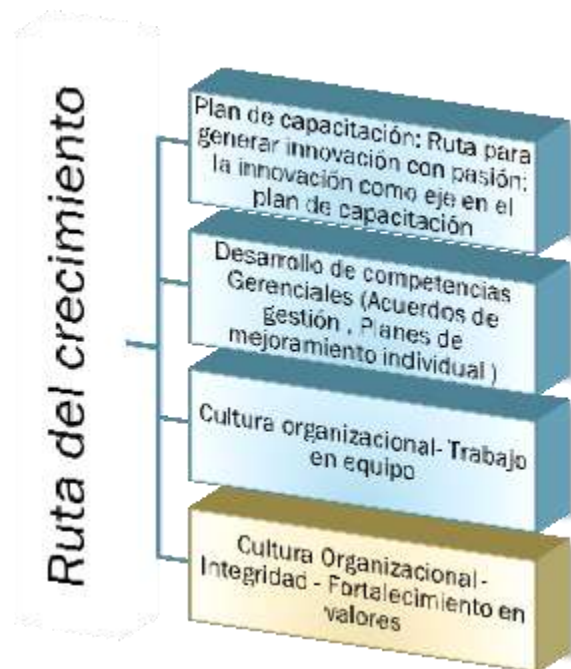 Ruta del crecimiento
Plan de capacitación: Ruta para
generar innovación con pasión:
la innovación como eje en el
plan de capacitación
Desarrollo de competencias
Gerenciales (Acuerdos de
gestión , Planes de
mejoramiento individual )
Cultura organizacional- Trabajo
en equipo
Cultura Organizacional-
Integridad - Fortalecimiento en
valores